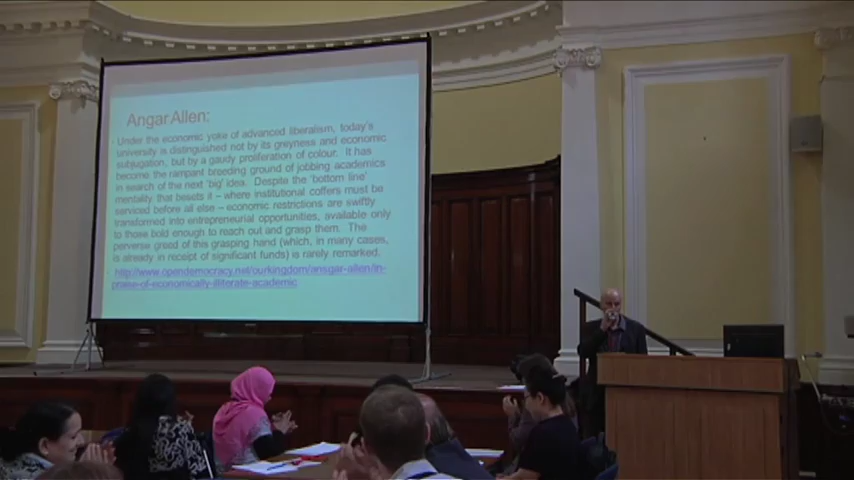 Angar Allen:
Under the economic yoke of advanced liberalism, today's
university is distinguished not by its greyness and economic
subjugation, but by a gaudy proliferation of colour. It has
become the rampant breeding ground of jobbing academics
in search of the next 'big' idea. Despite the 'bottom line'
mentality that besets it – where institutional coffers must be
serviced before all else – economic restrictions are swiftly
transformed into entrepreneurial opportunities, available only
to those bold enough to reach out and grasp them. The
perverse greed of this grasping hand (which, in many cases,
is already in receipt of significant funds) is rarely remarked.
http://www.opendemocracy.net/ourkingdom/ansgar-allen/in-
praise-of-economically-illiterate-academic